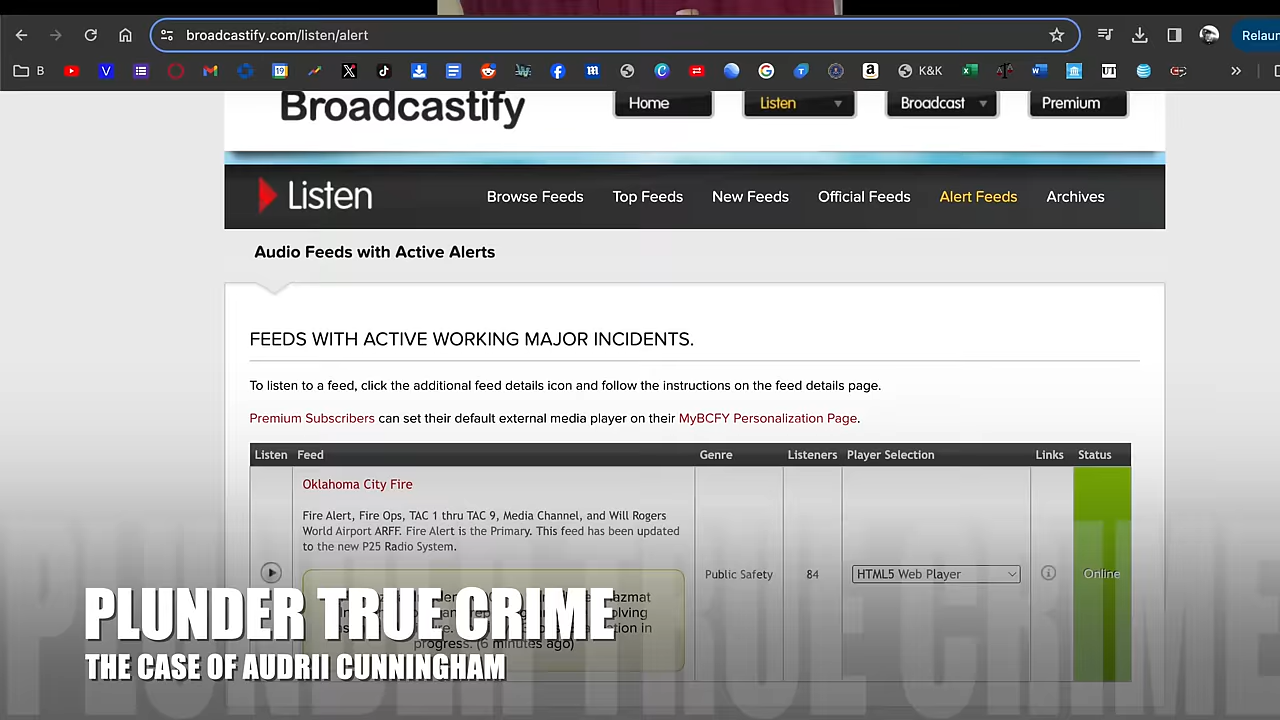 broadcastify.com/listen/alert
Relaun
B
K&K
Broadcastify
Home
Listen
Broadcast
Premium
Listen
Browse Feeds
Top Feeds
New Feeds
Official Feeds
Alert Feeds
Archives
Audio Feeds with Active Alerts
FEEDS WITH ACTIVE WORKING MAJOR INCIDENTS.
To listen to a feed, click the additional feed details icon and follow the instructions on the feed details page.
Premium Subscribers can set their default external media player on their MyBCFY Personalization Page.
Listen Feed Genre Listeners Player Selection Links Status
Oklahoma City Fire
Fire Alert, Fire Ops, TAC 1 thru TAC 9, Media Channel, and Will Rogers
World Airport ARFF. Fire Alert is the Primary. This feed has been updated
to the new P25 Radio System.
Public Safety
84
HTML5 Web Player
Online
progress. (6 minutes ago)
PLUNDER TRUE CRIME
THE CASE OF AUDRII CUNNINGHAM
PLUNDER TRUE CRIME